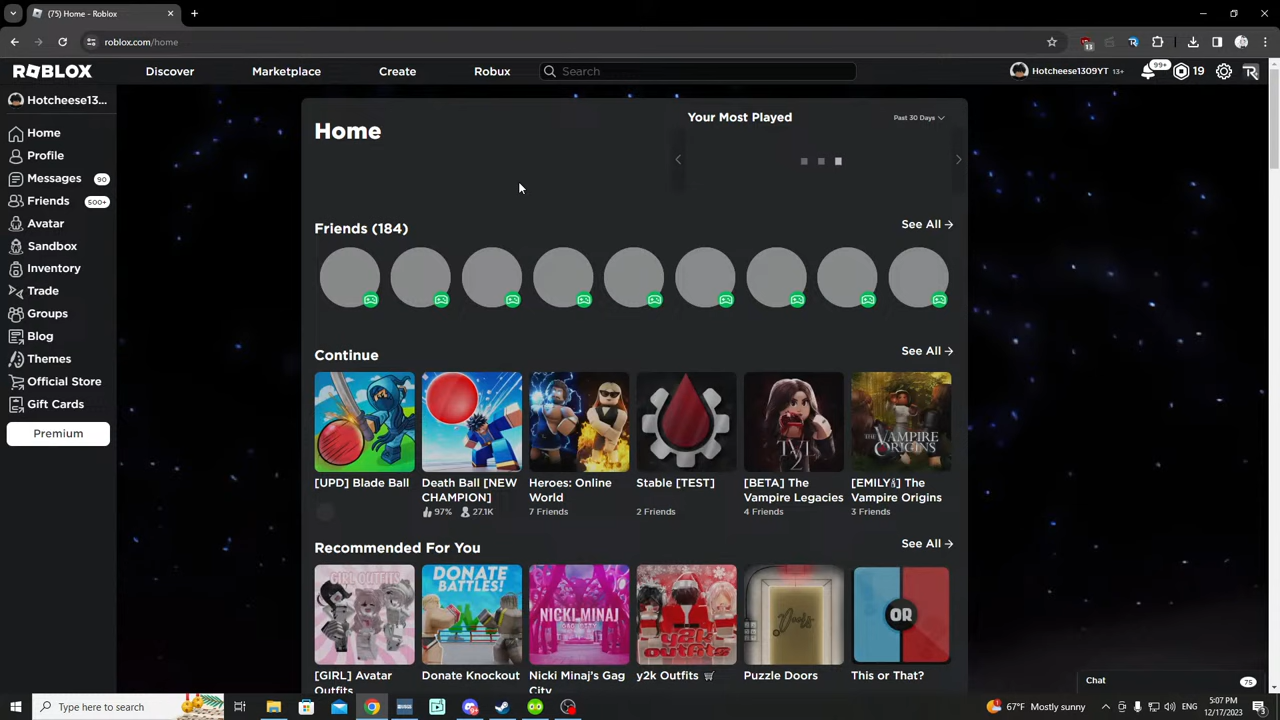 (75) Home - Roblox
roblox.com/home
13
ROBLOX
Discover
Marketplace
Create
Robux
Search
Hotcheese1309YT 13+
99+
19
Hotcheese13...
Home
Profile
Messages 90
Friends 500+
Avatar
Sandbox
Inventory
Trade
Groups
Blog
Themes
Official Store
Gift Cards
Premium
Home
Your Most Played
Past 30 Days
Friends (184)
See All
Continue
See All
THE VAMPIRE ORIGINS
TVL 2
[UPD] Blade Ball
Death Ball [NEW CHAMPION]
97% 27.1K
Heroes: Online World
7 Friends
Stable [TEST]
2 Friends
[BETA] The Vampire Legacies
4 Friends
[EMILY] The Vampire Origins
3 Friends
Recommended For You
See All
GIRL OUTFITS
DONATE BATTLES!
NICKI MINAJ
y2k outfits
Doors
OR
[GIRL] Avatar Outfits
Donate Knockout
Nicki Minaj's Gag City
y2k Outfits
Puzzle Doors
This or That?
Chat 75
Type here to search
67°F Mostly sunny
5:07 PM
12/17/2023